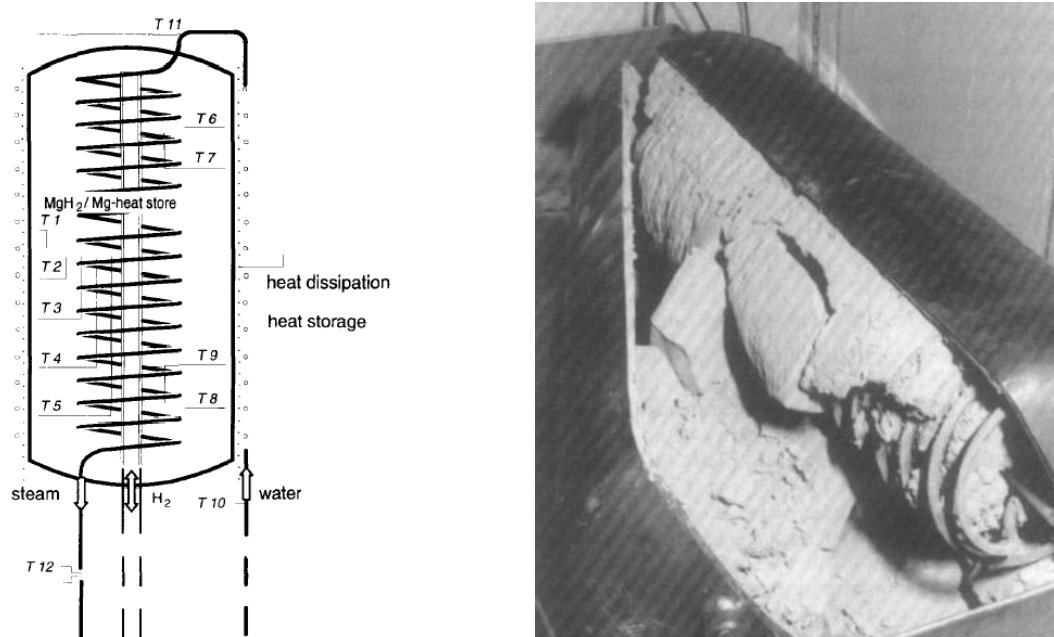 T 11
T 6
T 7
MgH₂/ Mg-heat store
T 1
T 2
heat dissipation
T 3
heat storage
T 4
T 9
T 5
T 8
steam
H₂
water
T 10
T 12